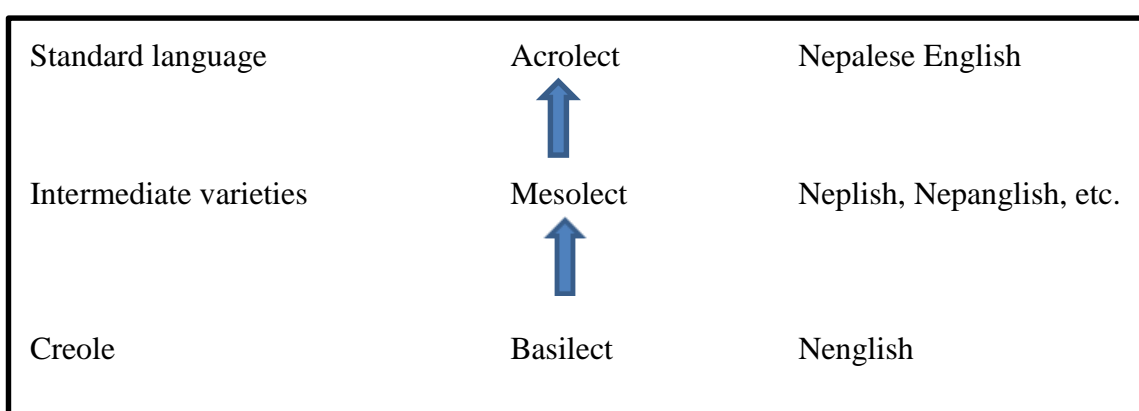 Standard language Acrolect Nepalese English
Intermediate varieties Mesolect Neplish, Nepanglish, etc.
Creole Basilect Nenglish